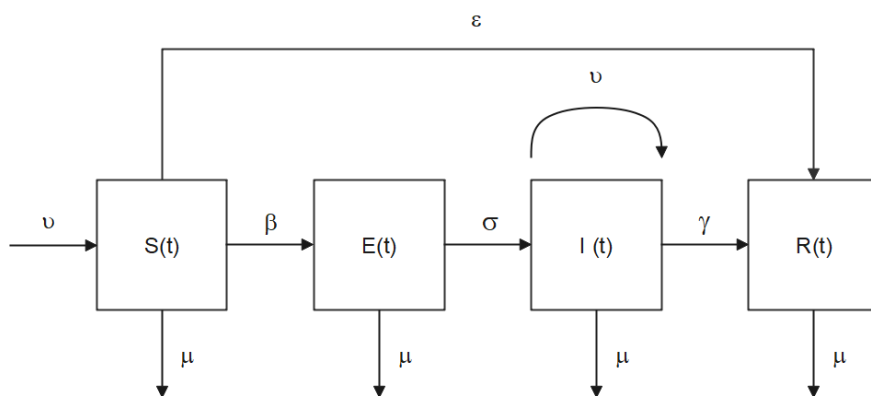 ε
υ
υ
S(t)
β
E(t)
σ
I (t)
γ
R(t)
μ
μ
μ
μ